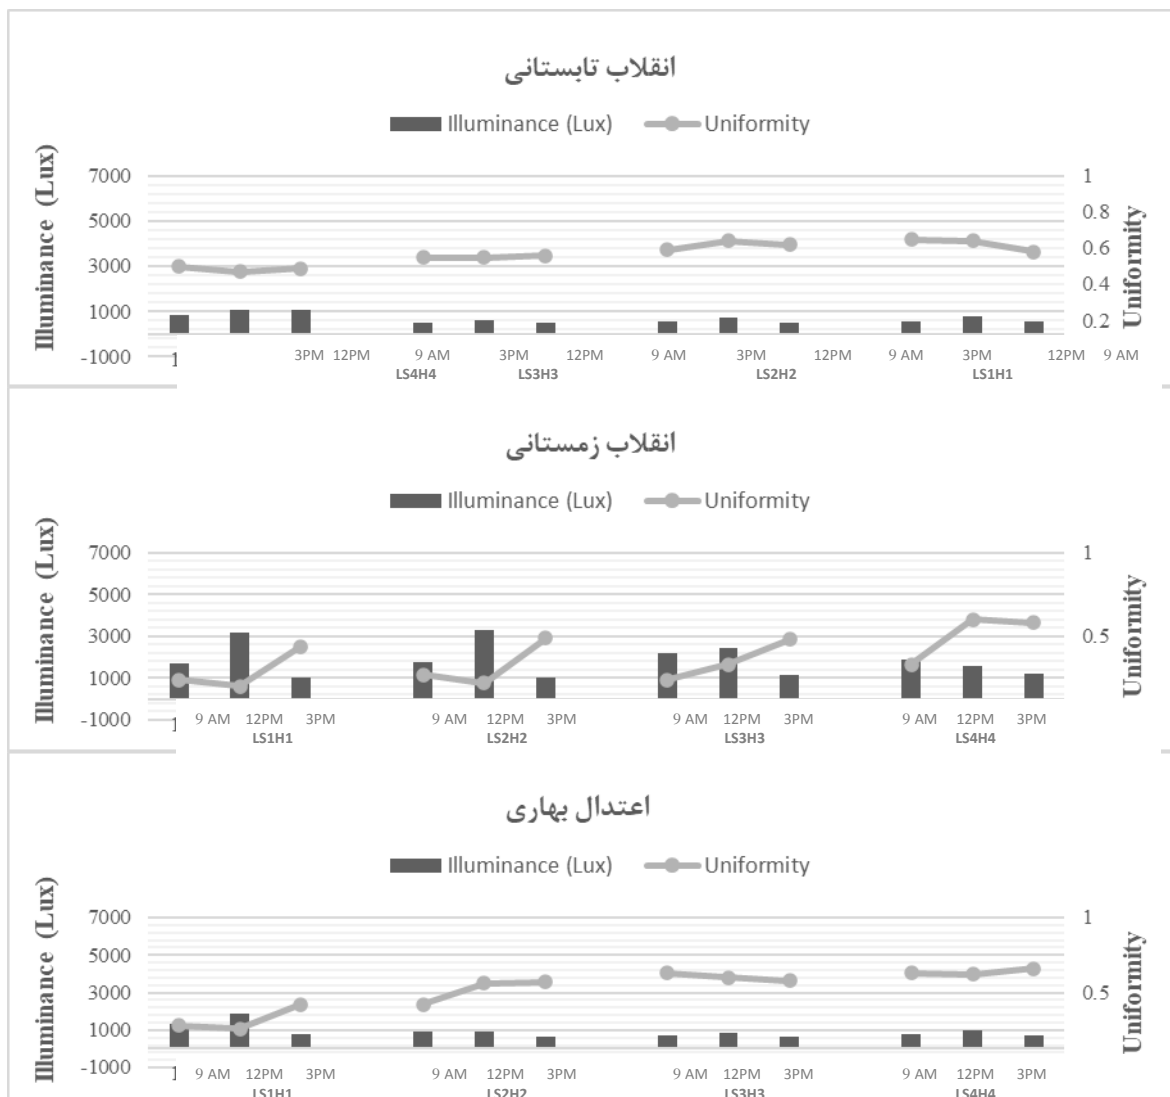 انقلاب تابستانی
Illuminance (Lux) Uniformity
Illuminance (Lux)
7000
5000
3000
1000
-1000
1
0.8
0.6
0.4
0.2
Uniformity
1 3PM 12PM 9 AM 3PM 12PM 9 AM 3PM 12PM 9 AM 3PM 12PM 9 AM
LS4H4 LS3H3 LS2H2 LS1H1
انقلاب زمستانی
Illuminance (Lux) Uniformity
Illuminance (Lux)
7000
5000
3000
1000
-1000
1
0.5
Uniformity
1 9 AM 12PM 3PM 9 AM 12PM 3PM 9 AM 12PM 3PM 9 AM 12PM 3PM
LS1H1 LS2H2 LS3H3 LS4H4
اعتدال بهاری
Illuminance (Lux) Uniformity
Illuminance (Lux)
7000
5000
3000
1000
-1000
1
0.5
Uniformity
1 9 AM 12PM 3PM 9 AM 12PM 3PM 9 AM 12PM 3PM 9 AM 12PM 3PM
LS1H1 LS2H2 LS3H3 LS4H4